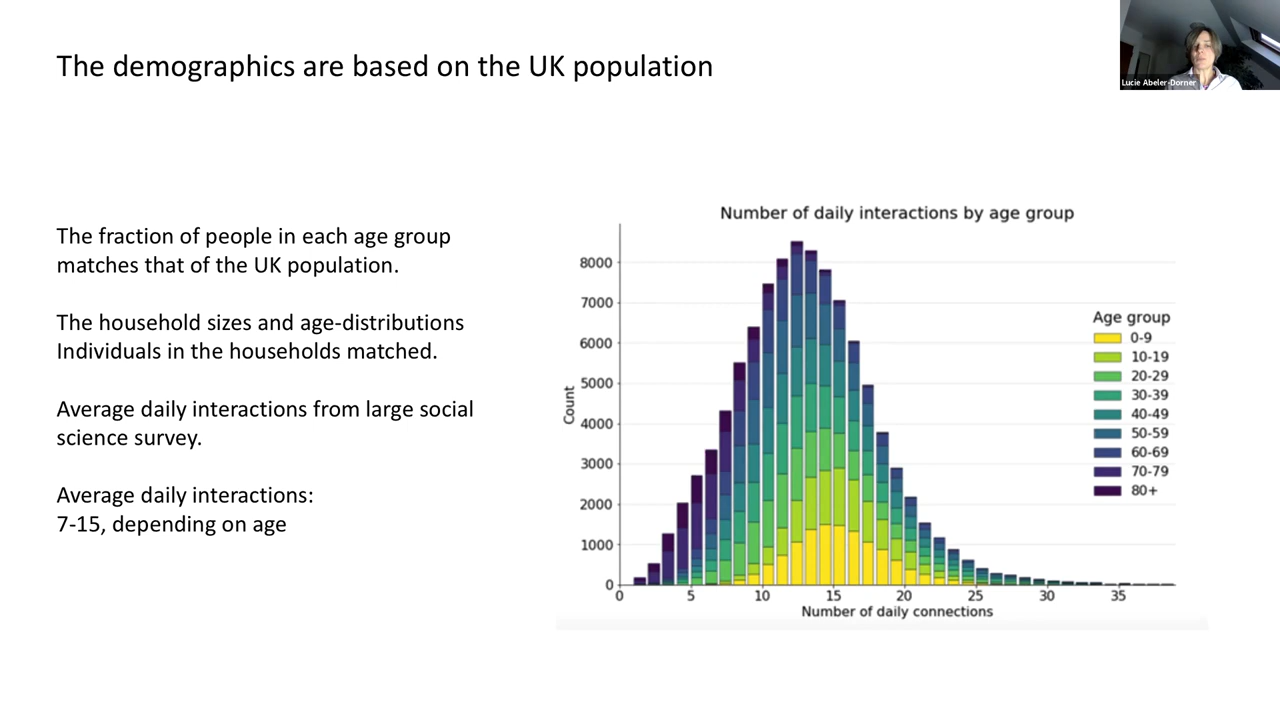 The demographics are based on the UK population
Lucie Abeler-Dorner
The fraction of people in each age group
matches that of the UK population.
The household sizes and age-distributions
Individuals in the households matched.
Average daily interactions from large social
science survey.
Average daily interactions:
7-15, depending on age
Number of daily interactions by age group
Count
8000
7000
6000
5000
4000
3000
2000
1000
0
0 5 10 15 20 25 30 35
Number of daily connections
Age group
0-9
10-19
20-29
30-39
40-49
50-59
60-69
70-79
80+